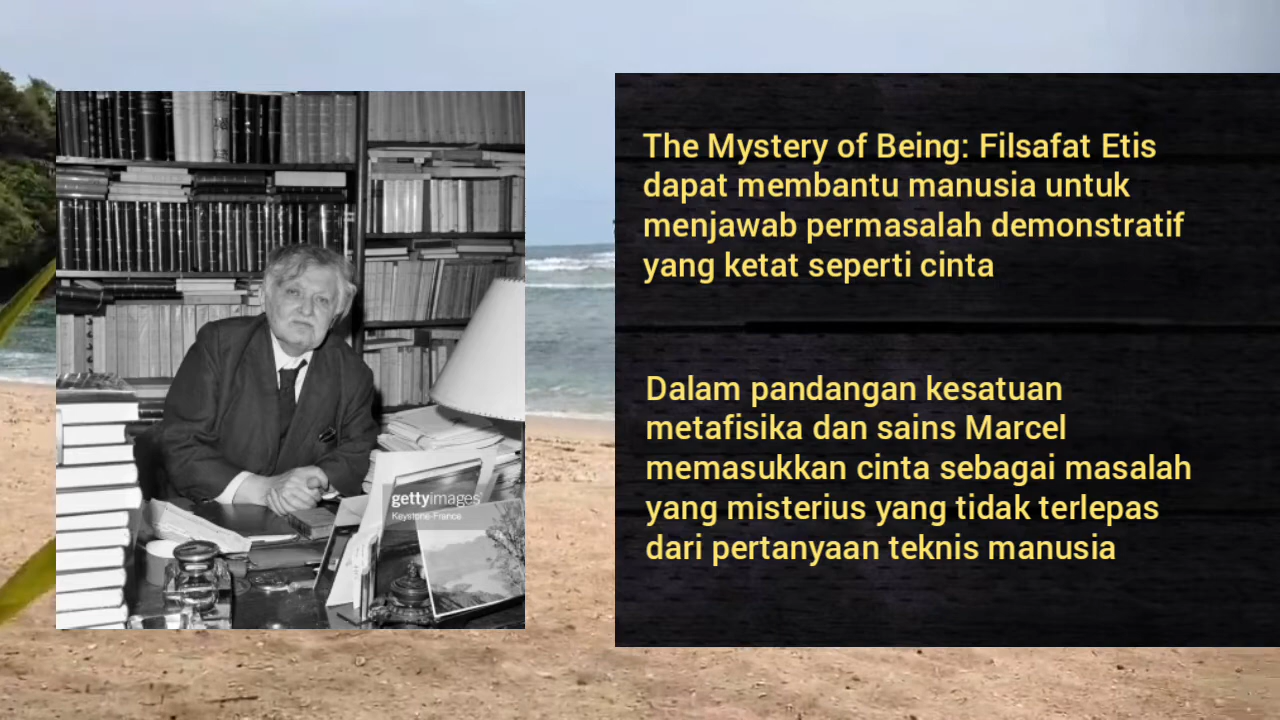 The Mystery of Being: Filsafat Etis
dapat membantu manusia untuk
menjawab permasalah demonstratif
yang ketat seperti cinta
Dalam pandangan kesatuan
metafisika dan sains Marcel
memasukkan cinta sebagai masalah
yang misterius yang tidak terlepas
dari pertanyaan teknis manusia
gettyimages
Keystone-France